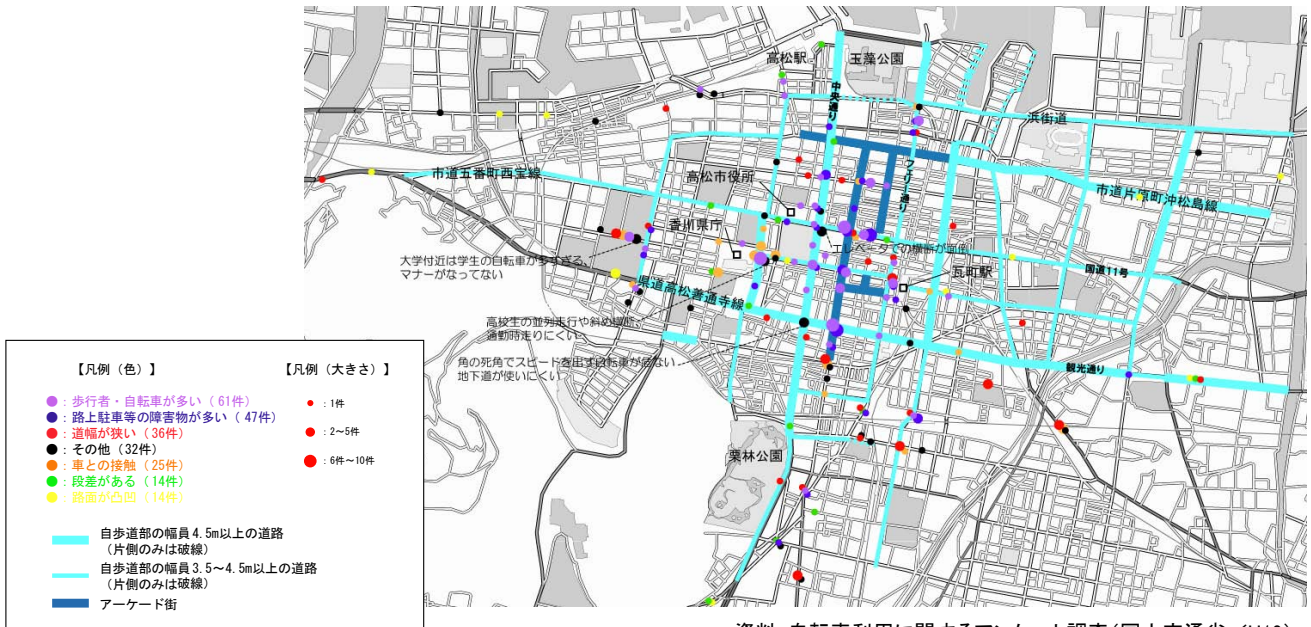 高松駅
玉藻公園
中央通り
浜街道
フェリー通り
市道五番町西宝線
高松市役所
市道片原町沖松島線
香川県庁
エレベータでの横断が面倒
大学付近は学生の自転車が多すぎる、
マナーがなってない
瓦町駅
国道11号
県道高松善通寺線
高校生の並列走行や斜め横断、
通勤時走りにくい
角の死角でスピードを出す自転車が危ない
地下道が使いにくい
観光通り
栗林公園
【凡例（色）】
【凡例（大きさ）】
：歩行者・自転車が多い（61件）
：路上駐車等の障害物が多い（47件）
：道幅が狭い（36件）
：その他（32件）
：車との接触（25件）
：段差がある（14件）
：路面が凸凹（14件）
：1件
：2～5件
：6件～10件
自歩道部の幅員4.5m以上の道路
（片側のみは破線）
自歩道部の幅員3.5～4.5m以上の道路
（片側のみは破線）
アーケード街